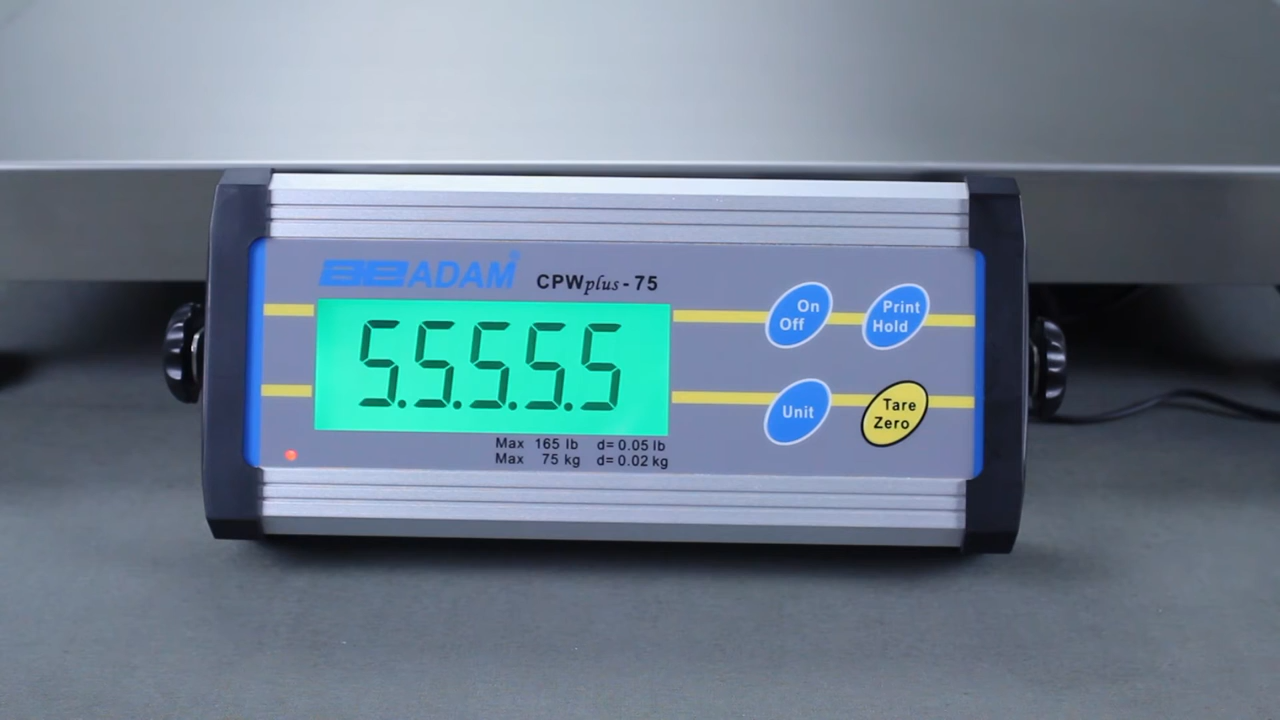 ae ADAM®
CPWplus - 75
5.5.5.5.5
On
Off
Print
Hold
Unit
Tare
Zero
Max 165 lb d= 0.05 lb
Max 75 kg d= 0.02 kg